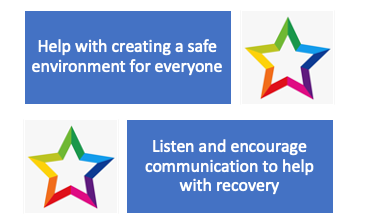 Help with creating a safe
environment for everyone
Listen and encourage
communication to help
with recovery